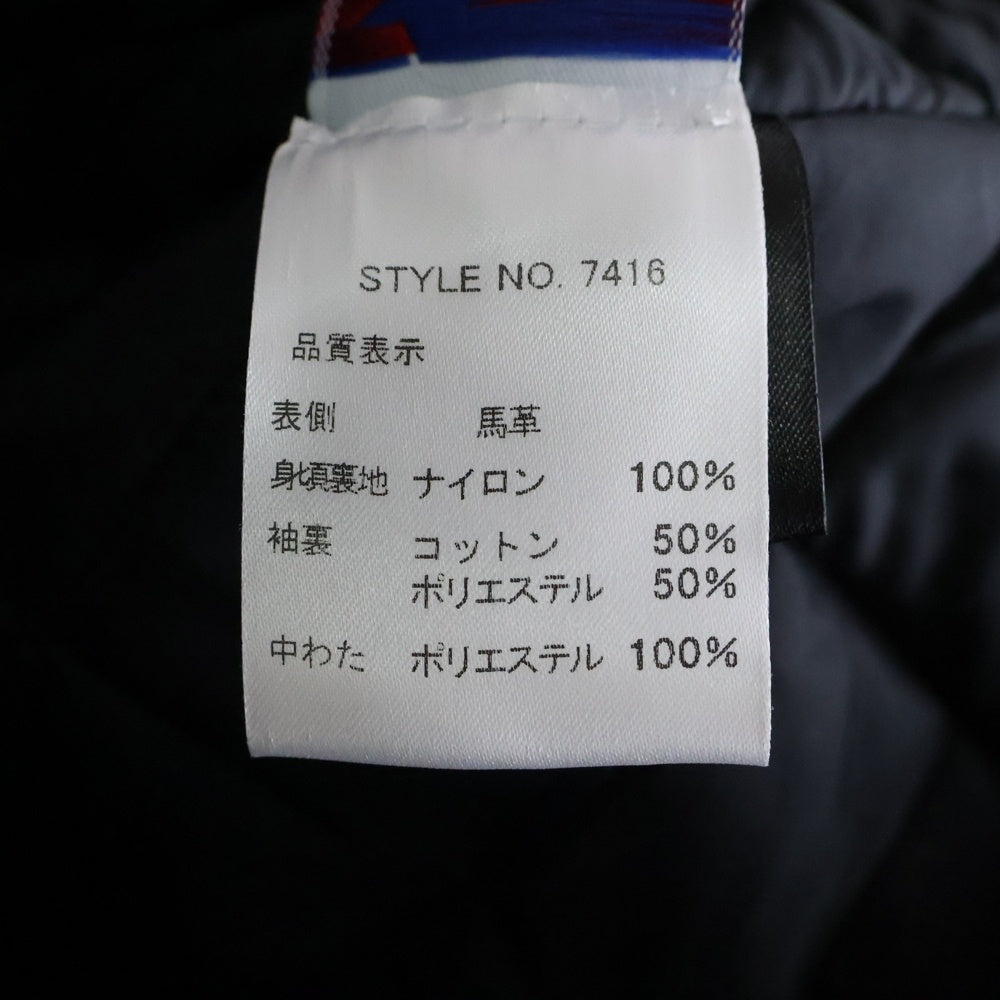 STYLE NO. 7416
品質表示
表側 馬革
身頃裏地 ナイロン 100%
袖裏 コットン 50%
ポリエステル 50%
中わた ポリエステル 100%